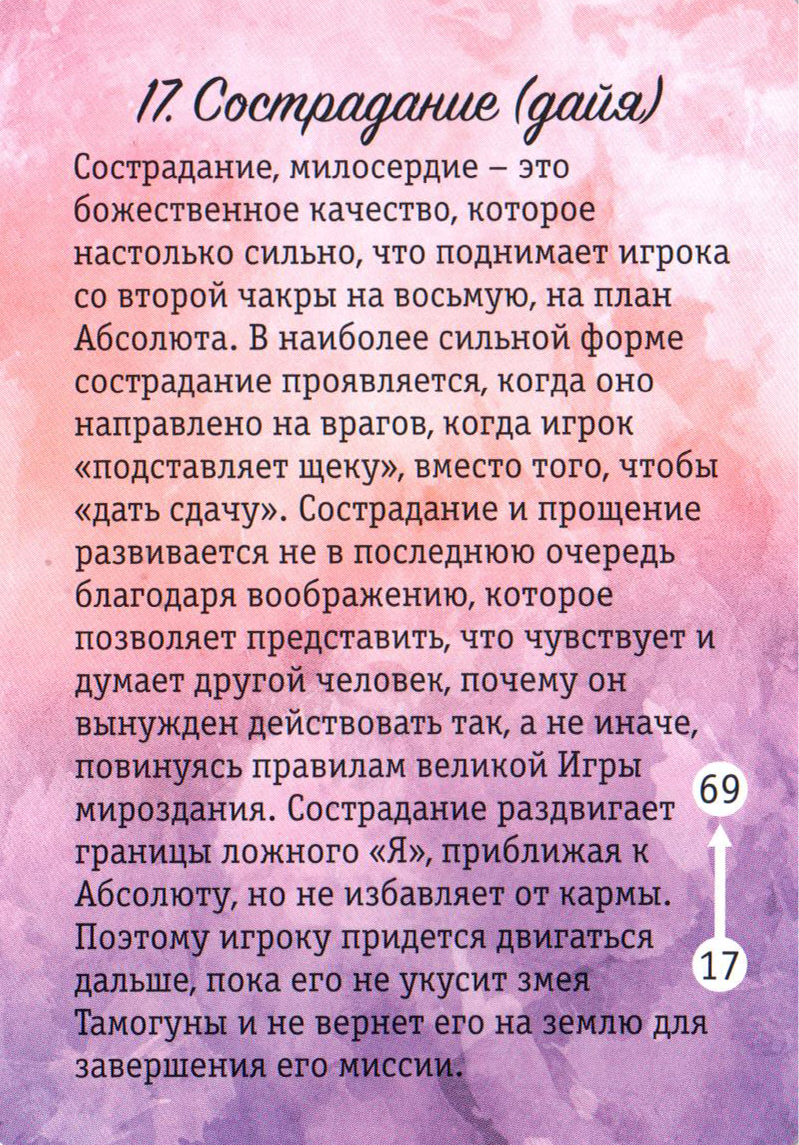 17. Сострадание (дайя)
Сострадание, милосердие – это
божественное качество, которое
настолько сильно, что поднимает игрока
со второй чакры на восьмую, на план
Абсолюта. В наиболее сильной форме
сострадание проявляется, когда оно
направлено на врагов, когда игрок
«подставляет щеку», вместо того, чтобы
«дать сдачу». Сострадание и прощение
развивается не в последнюю очередь
благодаря воображению, которое
позволяет представить, что чувствует и
думает другой человек, почему он
вынужден действовать так, а не иначе,
повинуясь правилам великой Игры
мироздания. Сострадание раздвигает
границы ложного «Я», приближая к
Абсолюту, но не избавляет от кармы.
Поэтому игроку придется двигаться
дальше, пока его не укусит змея
Тамогуны и не вернет его на землю для
завершения его миссии.
69
17